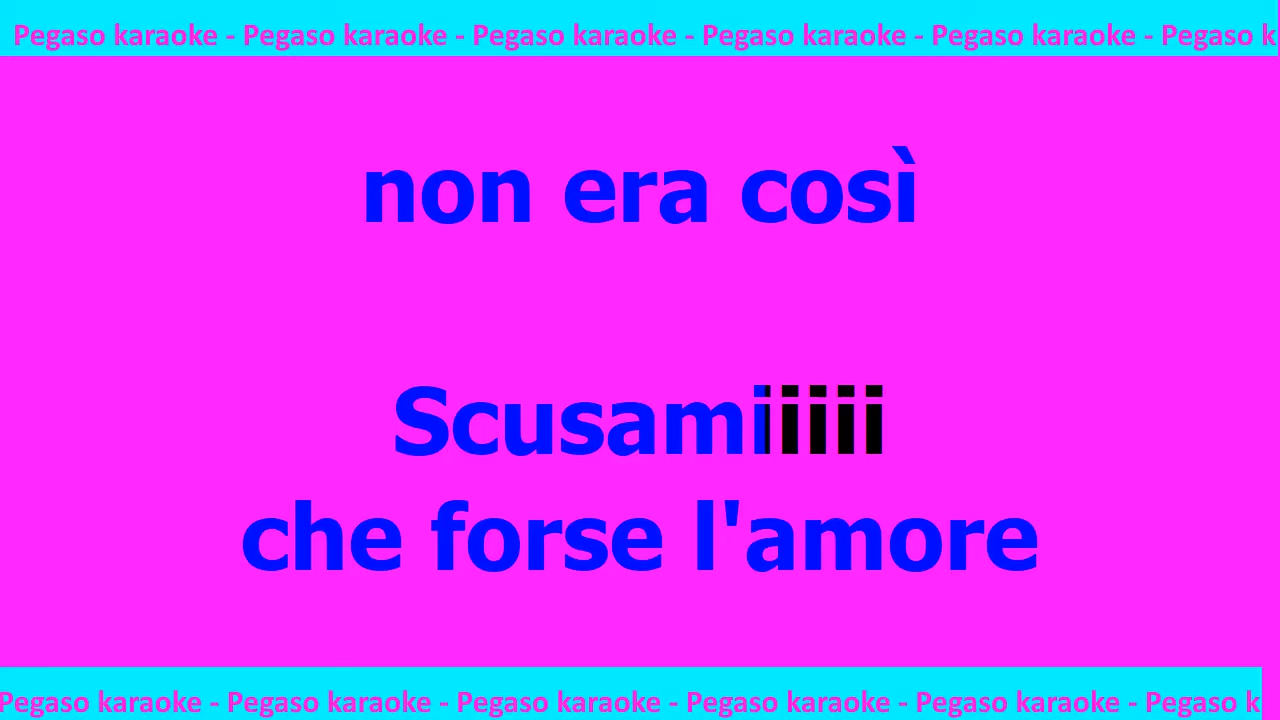 Pegaso karaoke - Pegaso karaoke - Pegaso karaoke - Pegaso karaoke - Pegaso karaoke - Pegaso k
non era così
Scusamiiiii
che forse l'amore
Pegaso karaoke - Pegaso karaoke - Pegaso karaoke - Pegaso karaoke - Pegaso karaoke - Pegaso k